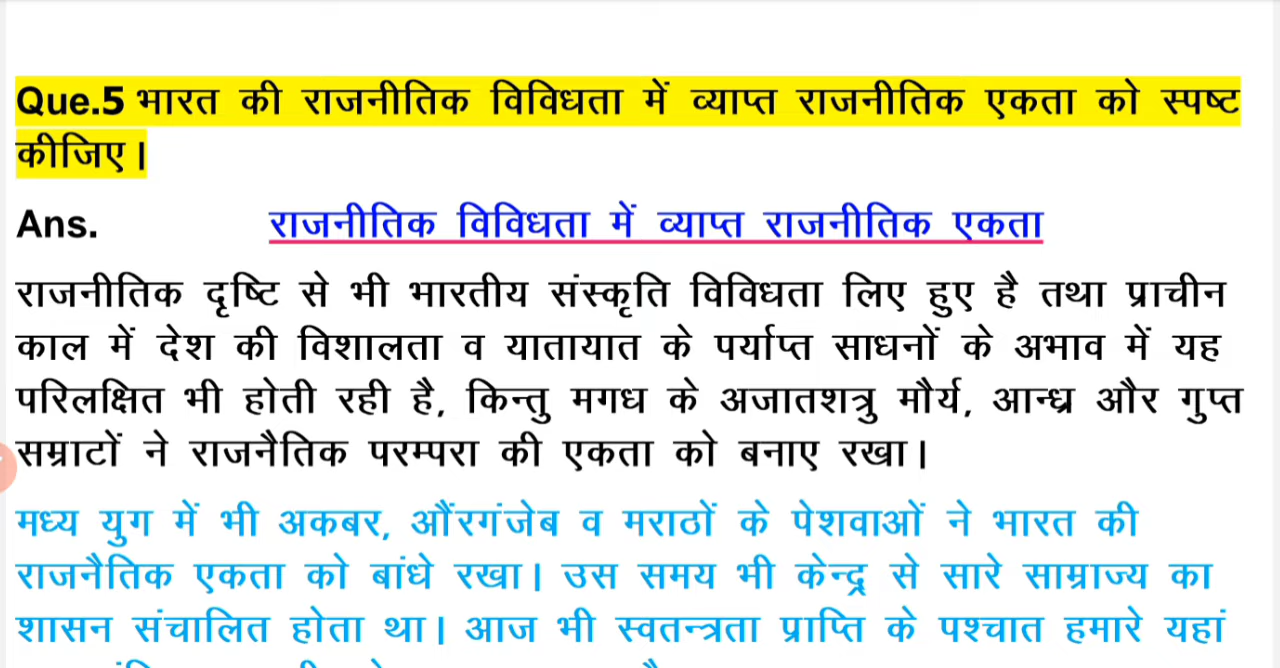 Que.5 भारत की राजनीतिक विविधता में व्याप्त राजनीतिक एकता को स्पष्ट
कीजिए।
Ans. राजनीतिक विविधता में व्याप्त राजनीतिक एकता
राजनीतिक दृष्टि से भी भारतीय संस्कृति विविधता लिए हुए है तथा प्राचीन
काल में देश की विशालता व यातायात के पर्याप्त साधनों के अभाव में यह
परिलक्षित भी होती रही है, किन्तु मगध के अजातशत्रु मौर्य, आन्ध्र और गुप्त
सम्राटों ने राजनैतिक परम्परा की एकता को बनाए रखा।
मध्य युग में भी अकबर, औंरगंजेब व मराठों के पेशवाओं ने भारत की
राजनैतिक एकता को बांधे रखा। उस समय भी केन्द्र से सारे साम्राज्य का
शासन संचालित होता था। आज भी स्वतन्त्रता प्राप्ति के पश्चात हमारे यहां